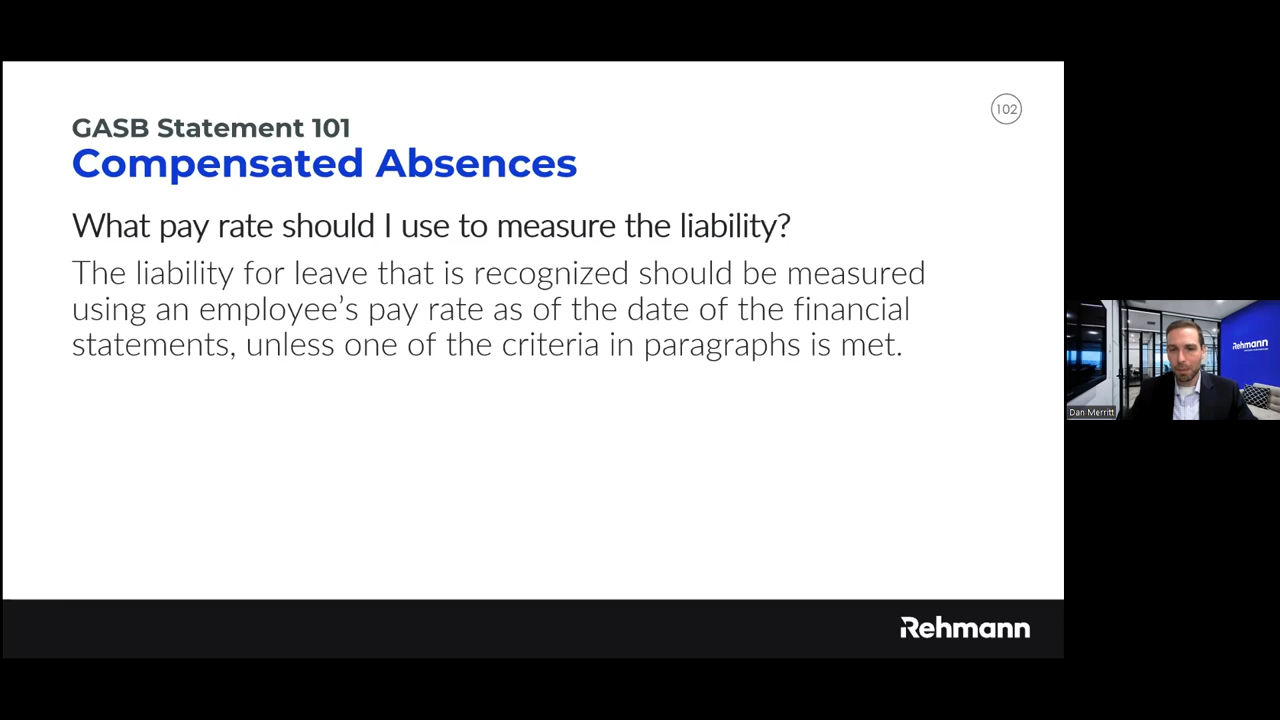 102
GASB Statement 101
Compensated Absences
What pay rate should I use to measure the liability?
The liability for leave that is recognized should be measured
using an employee’s pay rate as of the date of the financial
statements, unless one of the criteria in paragraphs is met.
Rehmann
Dan Merritt
Rehmann